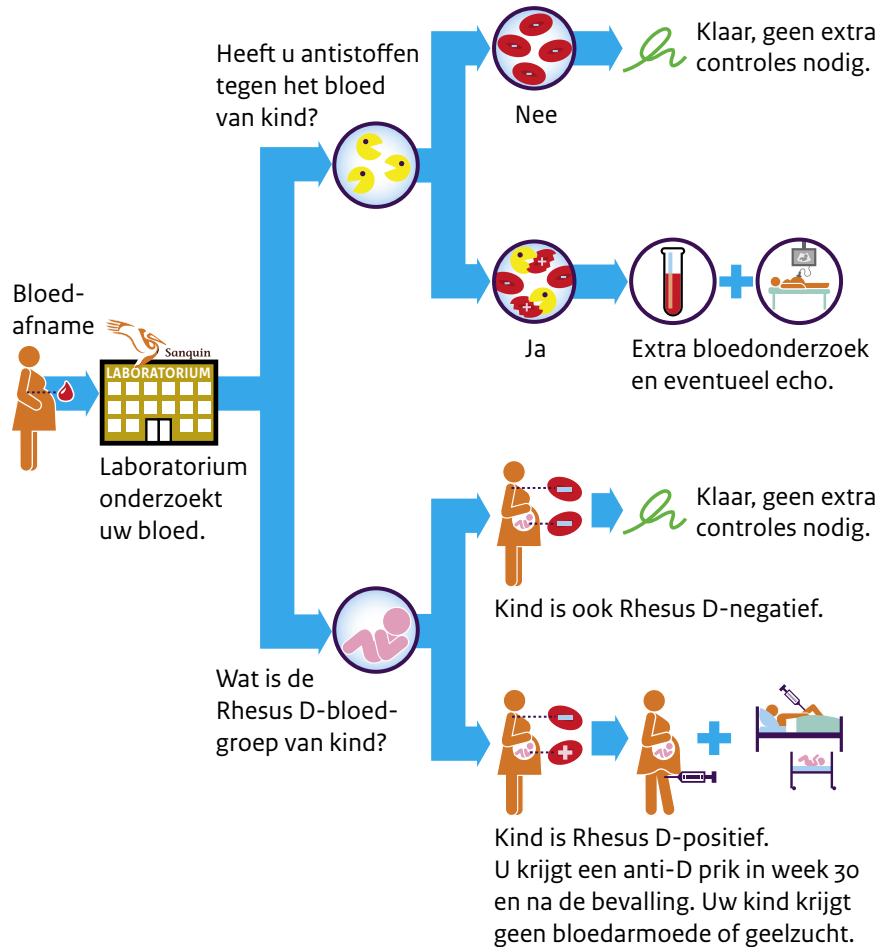 Bloed-
afname
Sanquin
LABORATORIUM
Laboratorium
onderzoekt
uw bloed.
Heeft u antistoffen
tegen het bloed
van kind?
Nee
Klaar, geen extra
controles nodig.
Ja
Extra bloedonderzoek
en eventueel echo.
Wat is de
Rhesus D-bloed-
groep van kind?
Klaar, geen extra
controles nodig.
Kind is ook Rhesus D-negatief.
Kind is Rhesus D-positief.
U krijgt een anti-D prik in week 30
en na de bevalling. Uw kind krijgt
geen bloedarmoede of geelzucht.